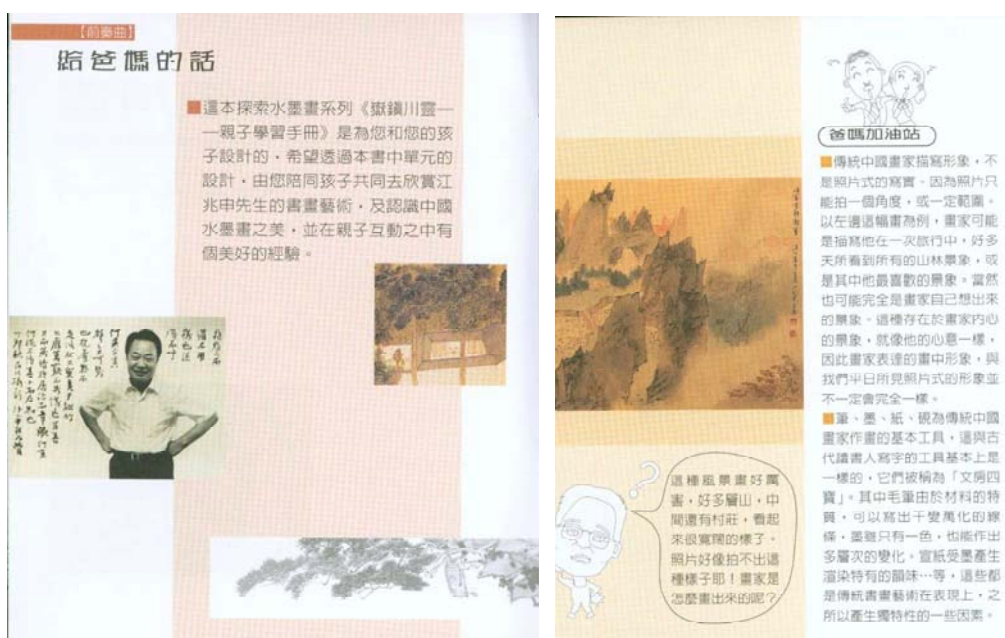 【前奏曲】
給爸媽的話
■這本探索水墨畫系列《嶽鎮川靈—
—親子學習手冊》是為您和您的孩
子設計的，希望透過本書中單元的
設計，由您陪同孩子共同去欣賞江
兆申先生的書畫藝術，及認識中國
水墨畫之美，並在親子互動之中有
個美好的經驗。
爸媽加油站
■傳統中國畫家描寫形象，不
是照片式的寫實。因為照片只
能拍一個角度，或一定範圍。
以左邊這幅畫為例，畫家可能
是描寫他在一次旅行中，好多
天所看到所有的山林景象，或
是其中他最喜歡的景象。當然
也可能完全是畫家自己想出來
的景象。這種存在於畫家內心
的景象，就像他的心意一樣，
因此畫家表達的畫中形象，與
我們平日所見照片式的形象並
不一定會完全一樣。
■筆、墨、紙、硯為傳統中國
畫家作畫的基本工具，這與古
代讀書人寫字的工具基本上是
一樣的，它們被稱為「文房四
寶」。其中毛筆由於材料的特
質，可以寫出千變萬化的線
條，墨雖只有一色，也能作出
多層次的變化，宣紙受墨產生
渲染特有的韻味…等，這些都
是傳統書畫藝術在表現上，之
所以產生獨特性的一些因素。
這種風景畫好厲
害，好多層山，中
間還有村莊，看起
來很寬闊的樣子。
照片好像拍不出這
種樣子耶！畫家是
怎麼畫出來的呢？